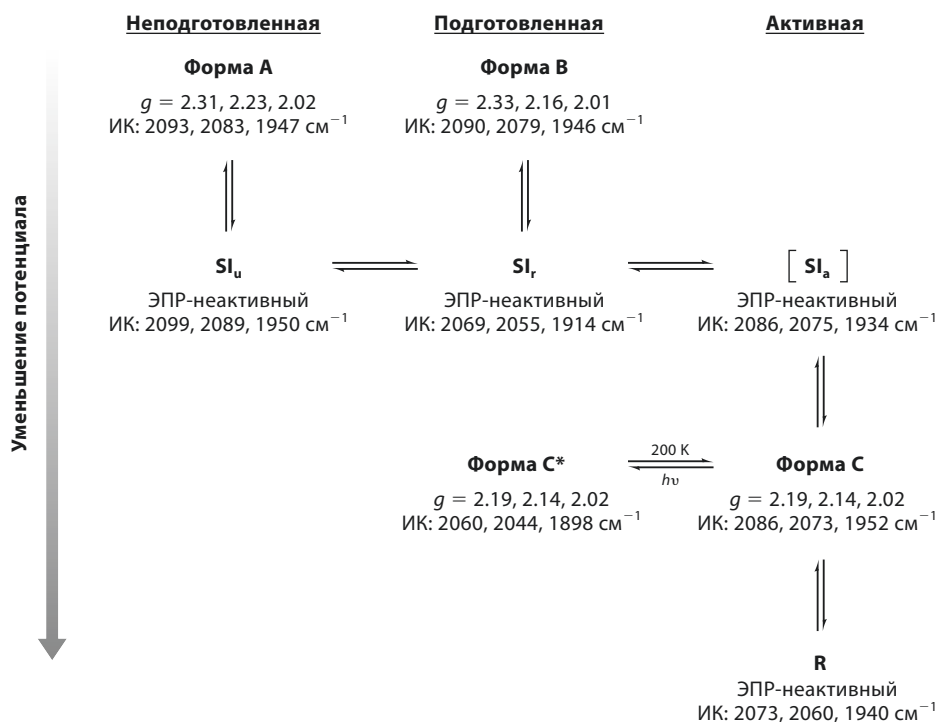 Неподготовленная
Подготовленная
Активная
Форма A
Форма B
g = 2.31, 2.23, 2.02
g = 2.33, 2.16, 2.01
ИК: 2093, 2083, 1947 см⁻¹
ИК: 2090, 2079, 1946 см⁻¹
Уменьшение потенциала
SIᵤ
SIᵣ
[ SIₐ ]
ЭПР-неактивный
ЭПР-неактивный
ЭПР-неактивный
ИК: 2099, 2089, 1950 см⁻¹
ИК: 2069, 2055, 1914 см⁻¹
ИК: 2086, 2075, 1934 см⁻¹
Форма C*
200 K
hυ
Форма C
g = 2.19, 2.14, 2.02
g = 2.19, 2.14, 2.02
ИК: 2060, 2044, 1898 см⁻¹
ИК: 2086, 2073, 1952 см⁻¹
R
ЭПР-неактивный
ИК: 2073, 2060, 1940 см⁻¹